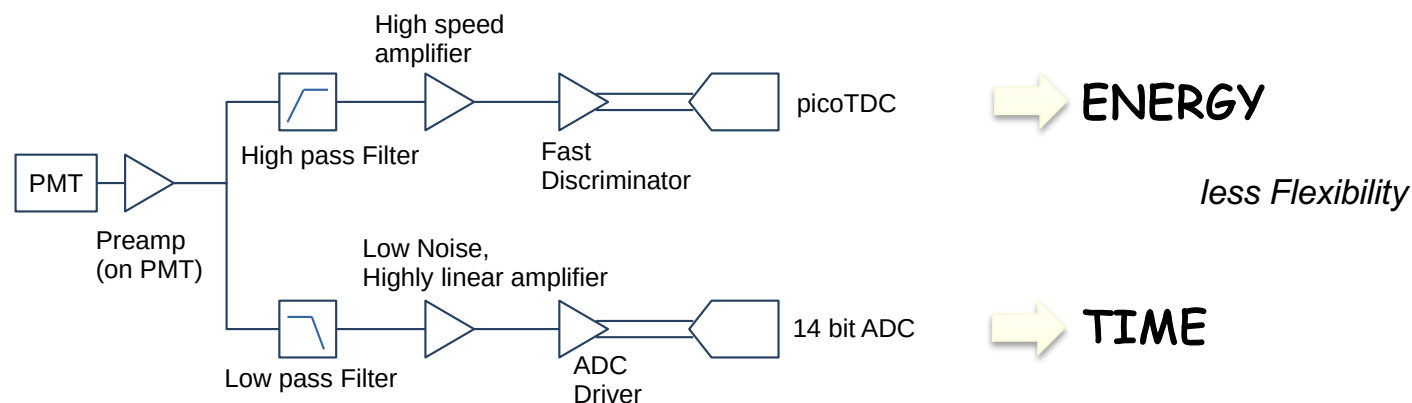 High speed
amplifier
picoTDC
ENERGY
High pass Filter
Fast
Discriminator
PMT
less Flexibility
Preamp
(on PMT)
Low Noise,
Highly linear amplifier
14 bit ADC
TIME
Low pass Filter
ADC
Driver